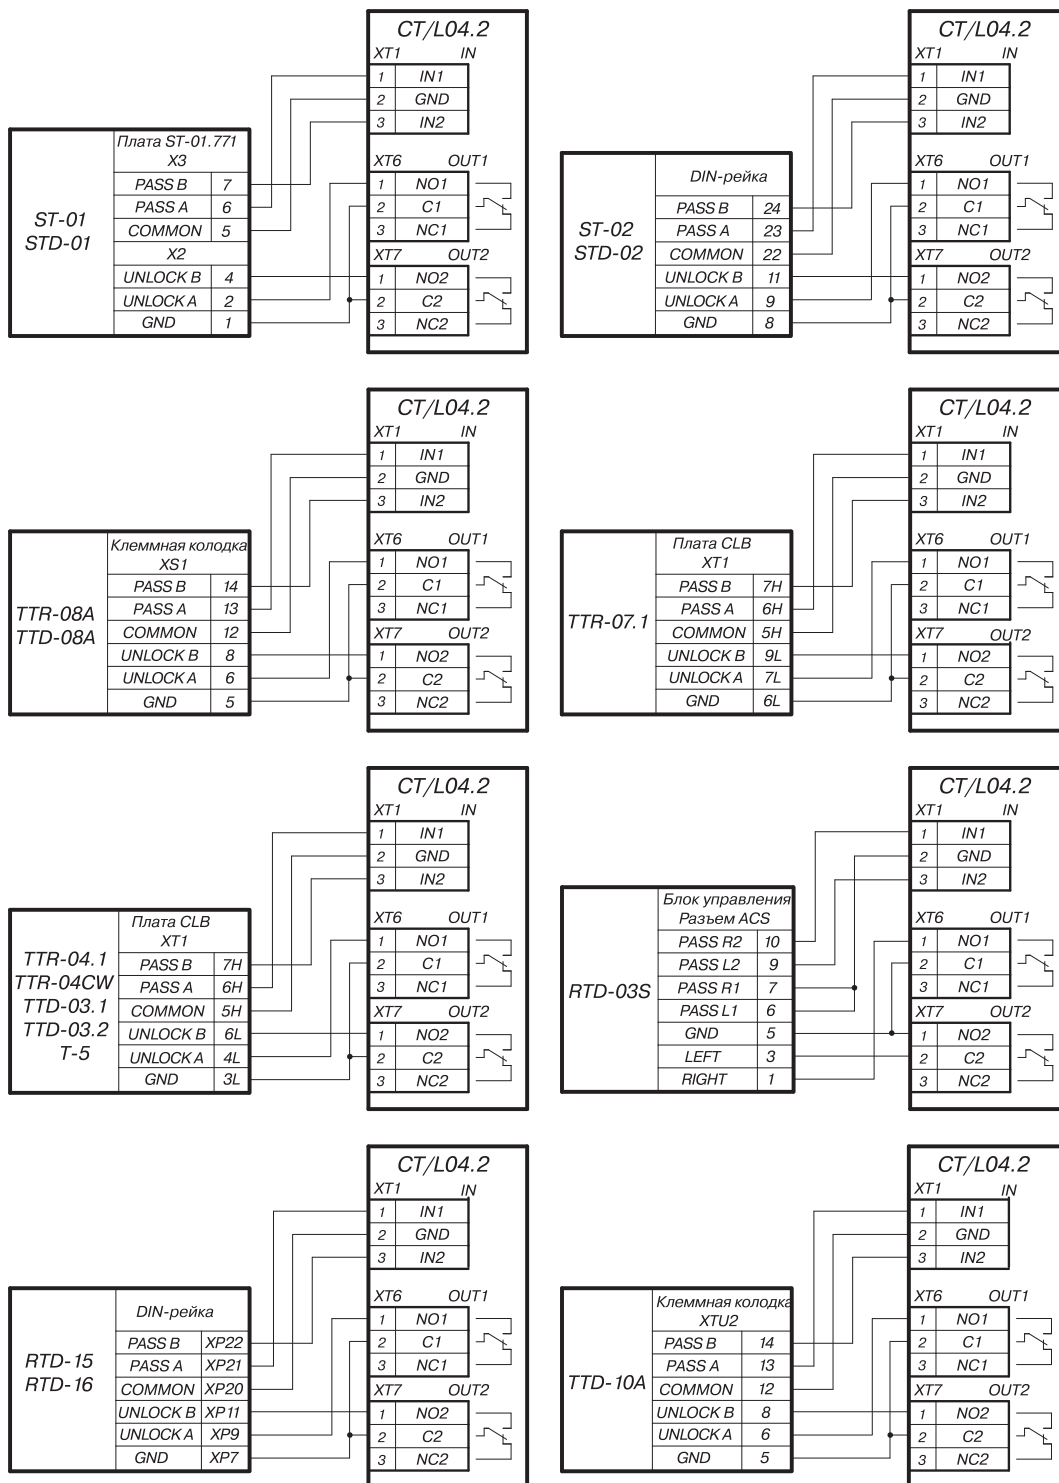 CT/L04.2
XT1 IN
1 IN1
2 GND
3 IN2
XT6 OUT1
1 NO1
2 C1
3 NC1
XT7 OUT2
1 NO2
2 C2
3 NC2
ST-01
STD-01
Плата ST-01.771
X3
PASS B 7
PASS A 6
COMMON 5
X2
UNLOCK B 4
UNLOCK A 2
GND 1
CT/L04.2
XT1 IN
1 IN1
2 GND
3 IN2
XT6 OUT1
1 NO1
2 C1
3 NC1
XT7 OUT2
1 NO2
2 C2
3 NC2
ST-02
STD-02
DIN-рейка
PASS B 24
PASS A 23
COMMON 22
UNLOCK B 11
UNLOCK A 9
GND 8
CT/L04.2
XT1 IN
1 IN1
2 GND
3 IN2
XT6 OUT1
1 NO1
2 C1
3 NC1
XT7 OUT2
1 NO2
2 C2
3 NC2
TTR-08A
TTD-08A
Клеммная колодка
XS1
PASS B 14
PASS A 13
COMMON 12
UNLOCK B 8
UNLOCK A 6
GND 5
CT/L04.2
XT1 IN
1 IN1
2 GND
3 IN2
XT6 OUT1
1 NO1
2 C1
3 NC1
XT7 OUT2
1 NO2
2 C2
3 NC2
TTR-07.1
Плата CLB
XT1
PASS B 7H
PASS A 6H
COMMON 5H
UNLOCK B 9L
UNLOCK A 7L
GND 6L
CT/L04.2
XT1 IN
1 IN1
2 GND
3 IN2
XT6 OUT1
1 NO1
2 C1
3 NC1
XT7 OUT2
1 NO2
2 C2
3 NC2
TTR-04.1
TTR-04CW
TTD-03.1
TTD-03.2
T-5
Плата CLB
XT1
PASS B 7H
PASS A 6H
COMMON 5H
UNLOCK B 6L
UNLOCK A 4L
GND 3L
CT/L04.2
XT1 IN
1 IN1
2 GND
3 IN2
XT6 OUT1
1 NO1
2 C1
3 NC1
XT7 OUT2
1 NO2
2 C2
3 NC2
RTD-03S
Блок управления
Разъем ACS
PASS R2 10
PASS L2 9
PASS R1 7
PASS L1 6
GND 5
LEFT 3
RIGHT 1
CT/L04.2
XT1 IN
1 IN1
2 GND
3 IN2
XT6 OUT1
1 NO1
2 C1
3 NC1
XT7 OUT2
1 NO2
2 C2
3 NC2
RTD-15
RTD-16
DIN-рейка
PASS B XP22
PASS A XP21
COMMON XP20
UNLOCK B XP11
UNLOCK A XP9
GND XP7
CT/L04.2
XT1 IN
1 IN1
2 GND
3 IN2
XT6 OUT1
1 NO1
2 C1
3 NC1
XT7 OUT2
1 NO2
2 C2
3 NC2
TTD-10A
Клеммная колодка
XTU2
PASS B 14
PASS A 13
COMMON 12
UNLOCK B 8
UNLOCK A 6
GND 5